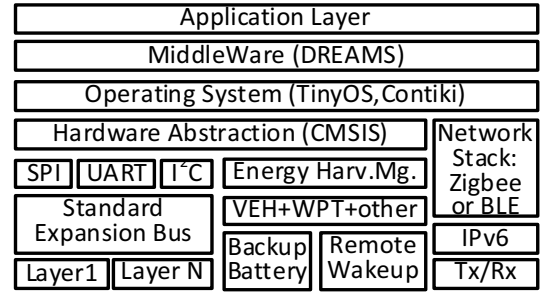 Application Layer
MiddleWare (DREAMS)
Operating System (TinyOS,Contiki)
Hardware Abstraction (CMSIS)
Network
Stack:
Zigbee
or BLE
SPI UART I²C Energy Harv.Mg.
Standard
Expansion Bus
VEH+WPT+other
IPv6
Backup
Battery
Remote
Wakeup
Layer1 Layer N
Tx/Rx